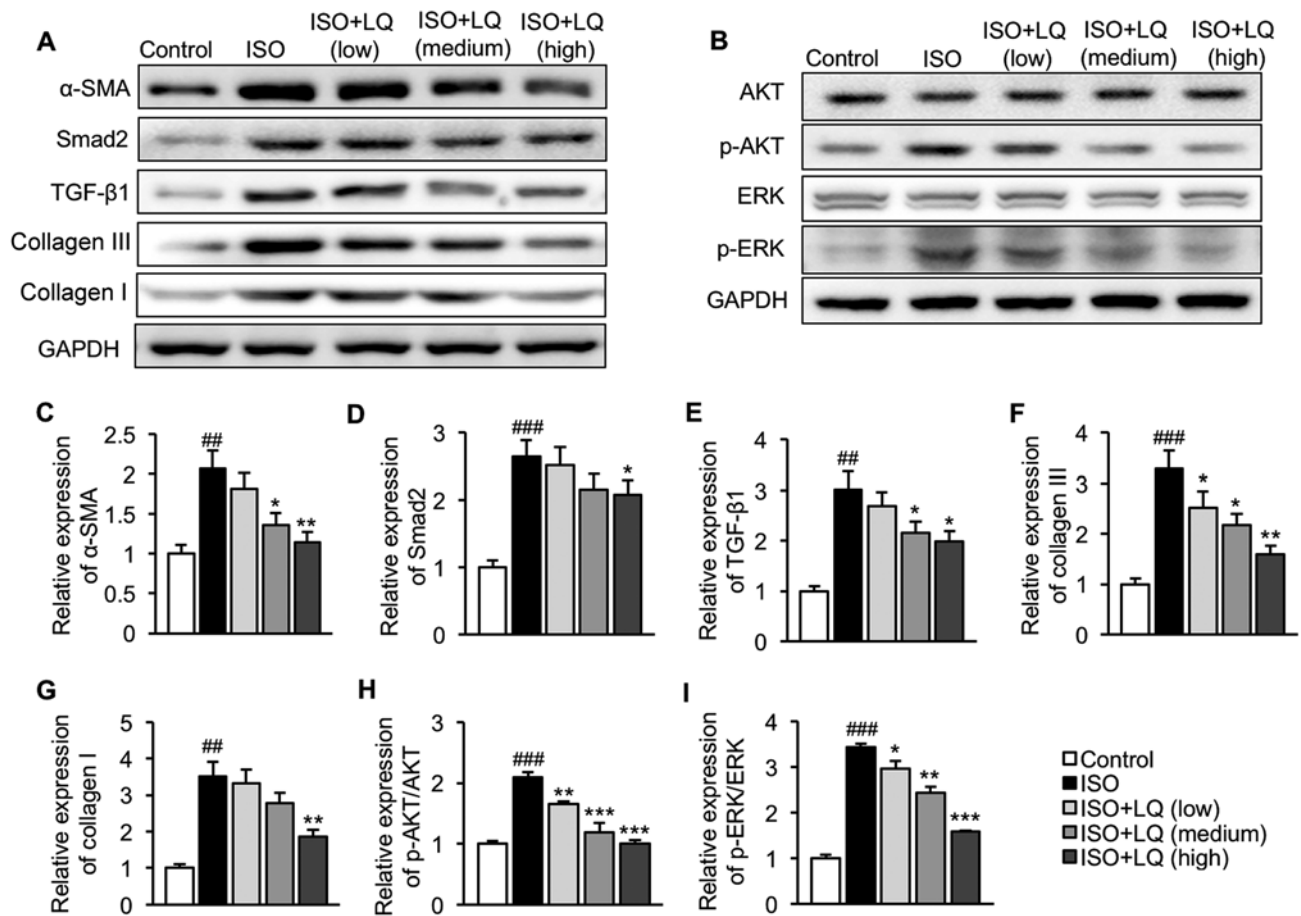 A
Control
ISO
ISO+LQ
(low)
ISO+LQ
(medium)
ISO+LQ
(high)
α-SMA
Smad2
TGF-β1
Collagen III
Collagen I
GAPDH
B
Control
ISO
ISO+LQ
(low)
ISO+LQ
(medium)
ISO+LQ
(high)
AKT
p-AKT
ERK
p-ERK
GAPDH
C
Relative expression
of α-SMA
2.5
2
1.5
1
0.5
0
##
*
**
D
Relative expression
of Smad2
3
2
1
0
###
*
E
Relative expression
of TGF-β1
4
3
2
1
0
##
*
*
F
Relative expression
of collagen III
4
3
2
1
0
###
*
*
**
G
Relative expression
of collagen I
5
4
3
2
1
0
##
**
H
Relative expression
of p-AKT/AKT
3
2
1
0
###
**
***
***
I
Relative expression
of p-ERK/ERK
4
3
2
1
0
###
*
**
***
Control
ISO
ISO+LQ (low)
ISO+LQ (medium)
ISO+LQ (high)